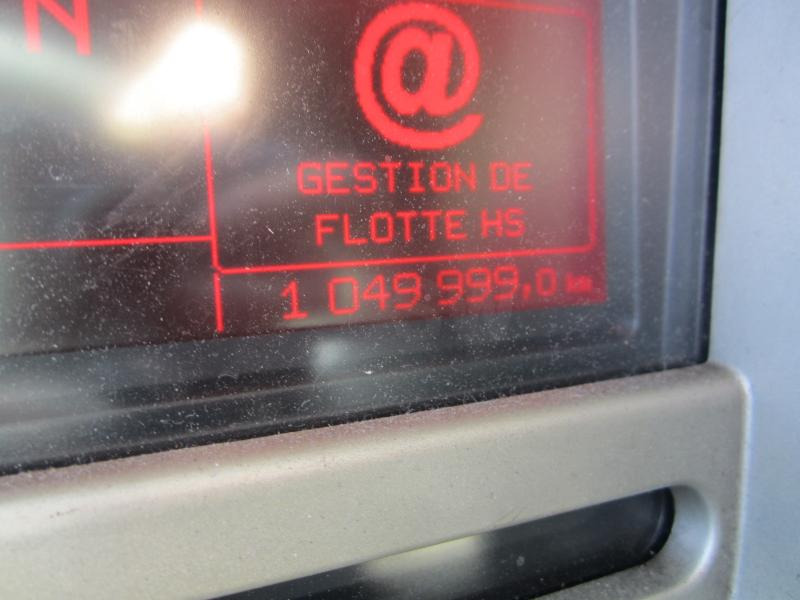 N
@
GESTION DE
FLOTTE HS
1 049 999,0 km